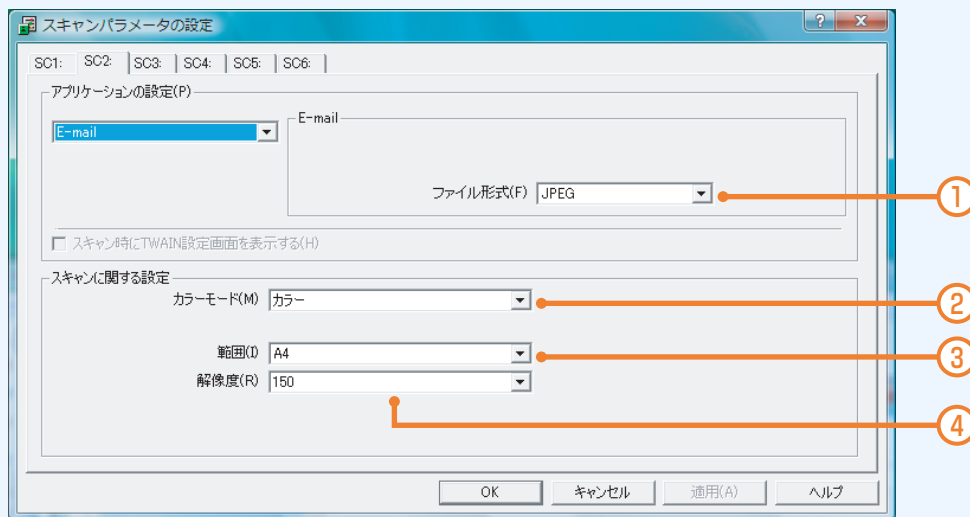 スキャンパラメータの設定
? X
SC1: SC2: SC3: SC4: SC5: SC6:
アプリケーションの設定(P)
E-mail
E-mail
ファイル形式(F) JPEG
①
スキャン時にTWAIN設定画面を表示する(H)
スキャンに関する設定
カラーモード(M) カラー
②
範囲(I) A4
③
解像度(R) 150
④
OK キャンセル 適用(A) ヘルプ